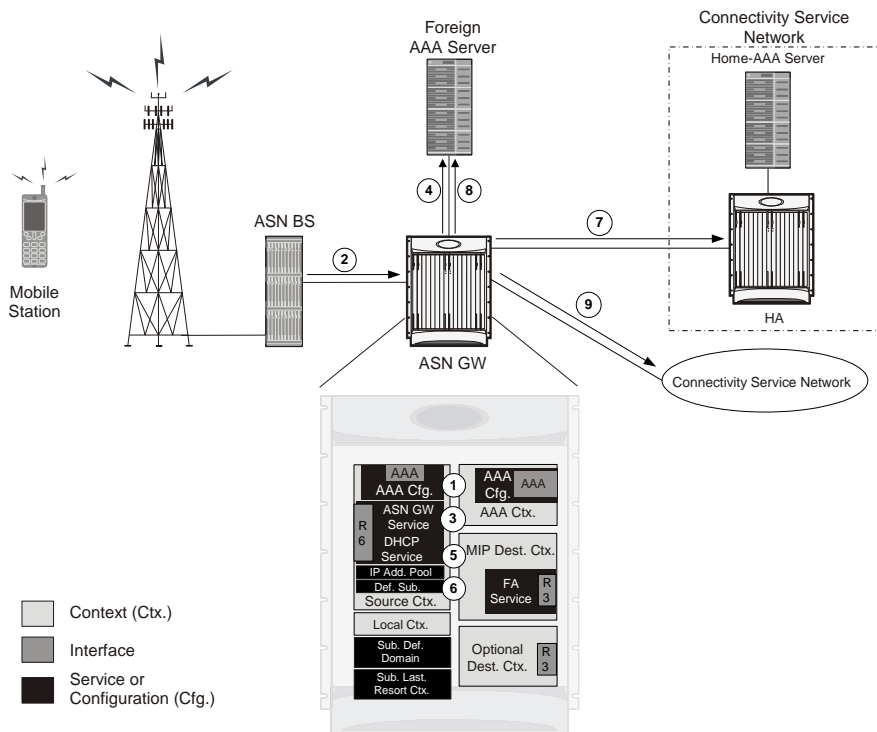 Foreign
AAA Server
Connectivity Service
Network
Home-AAA Server
4
8
ASN BS
7
2
9
Mobile
Station
HA
ASN GW
Connectivity Service Network
AAA
AAA Cfg.
1
AAA
Cfg.
AAA
AAA Ctx.
R
6
ASN GW
Service
3
DHCP
Service
5
MIP Dest. Ctx.
IP Add. Pool
Def. Sub.
6
Source Ctx.
FA
Service
R
3
Local Ctx.
Sub. Def.
Domain
Sub. Last.
Resort Ctx.
Optional
Dest. Ctx.
R
3
Context (Ctx.)
Interface
Service or
Configuration (Cfg.)